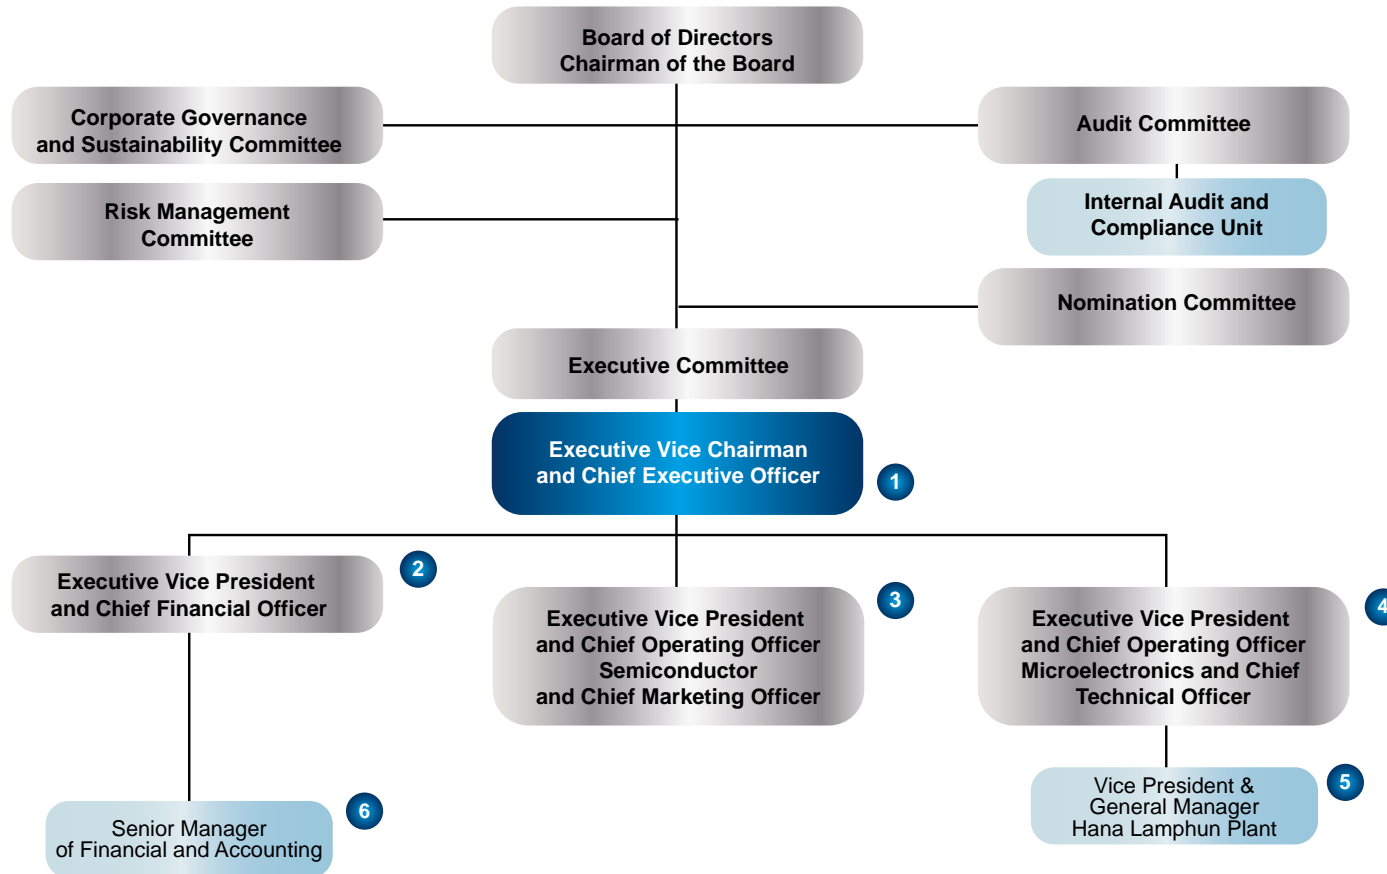 Board of Directors
Chairman of the Board
Corporate Governance
and Sustainability Committee
Audit Committee
Risk Management
Committee
Internal Audit and
Compliance Unit
Nomination Committee
Executive Committee
Executive Vice Chairman
and Chief Executive Officer
1
Executive Vice President
and Chief Financial Officer
2
Executive Vice President
and Chief Operating Officer
Semiconductor
and Chief Marketing Officer
3
Executive Vice President
and Chief Operating Officer
Microelectronics and Chief
Technical Officer
4
Senior Manager
of Financial and Accounting
6
Vice President &
General Manager
Hana Lamphun Plant
5